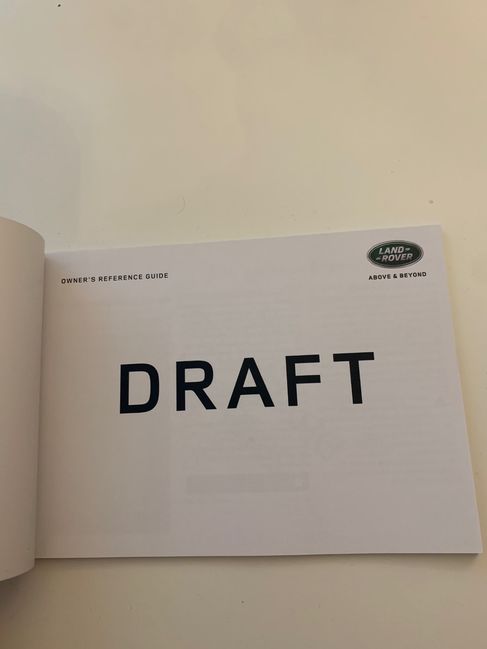 OWNER'S REFERENCE GUIDE
LAND
ROVER
ABOVE & BEYOND
DRAFT